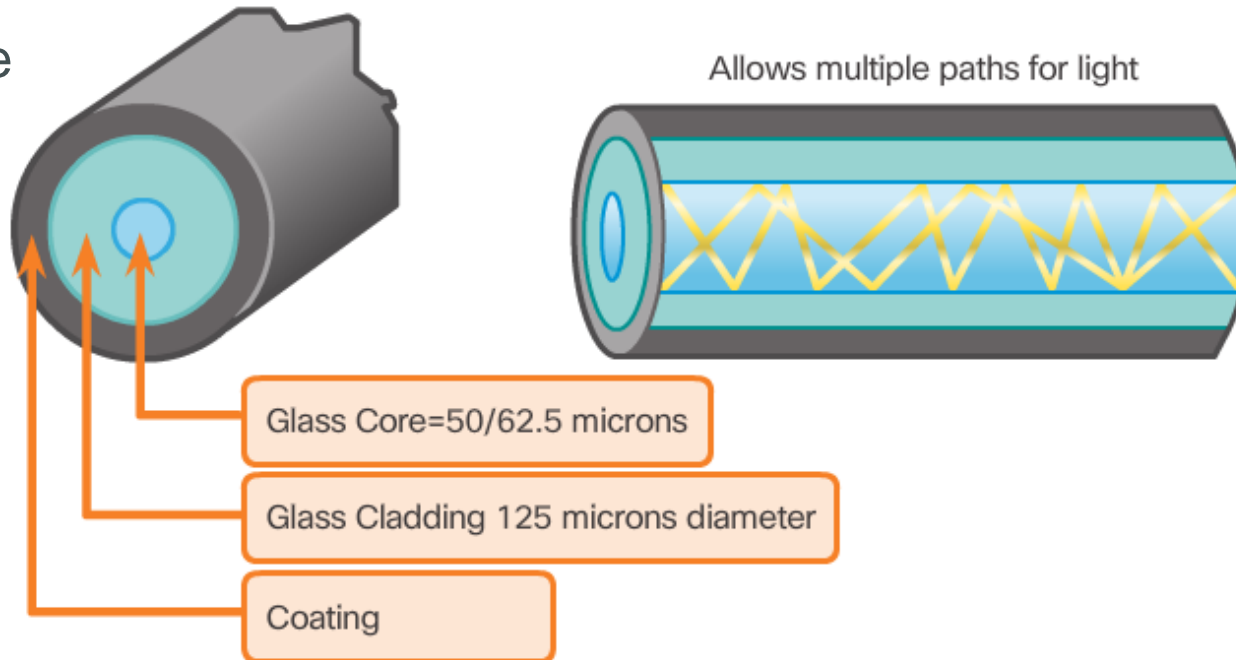 e
Allows multiple paths for light
Glass Core=50/62.5 microns
Glass Cladding 125 microns diameter
Coating